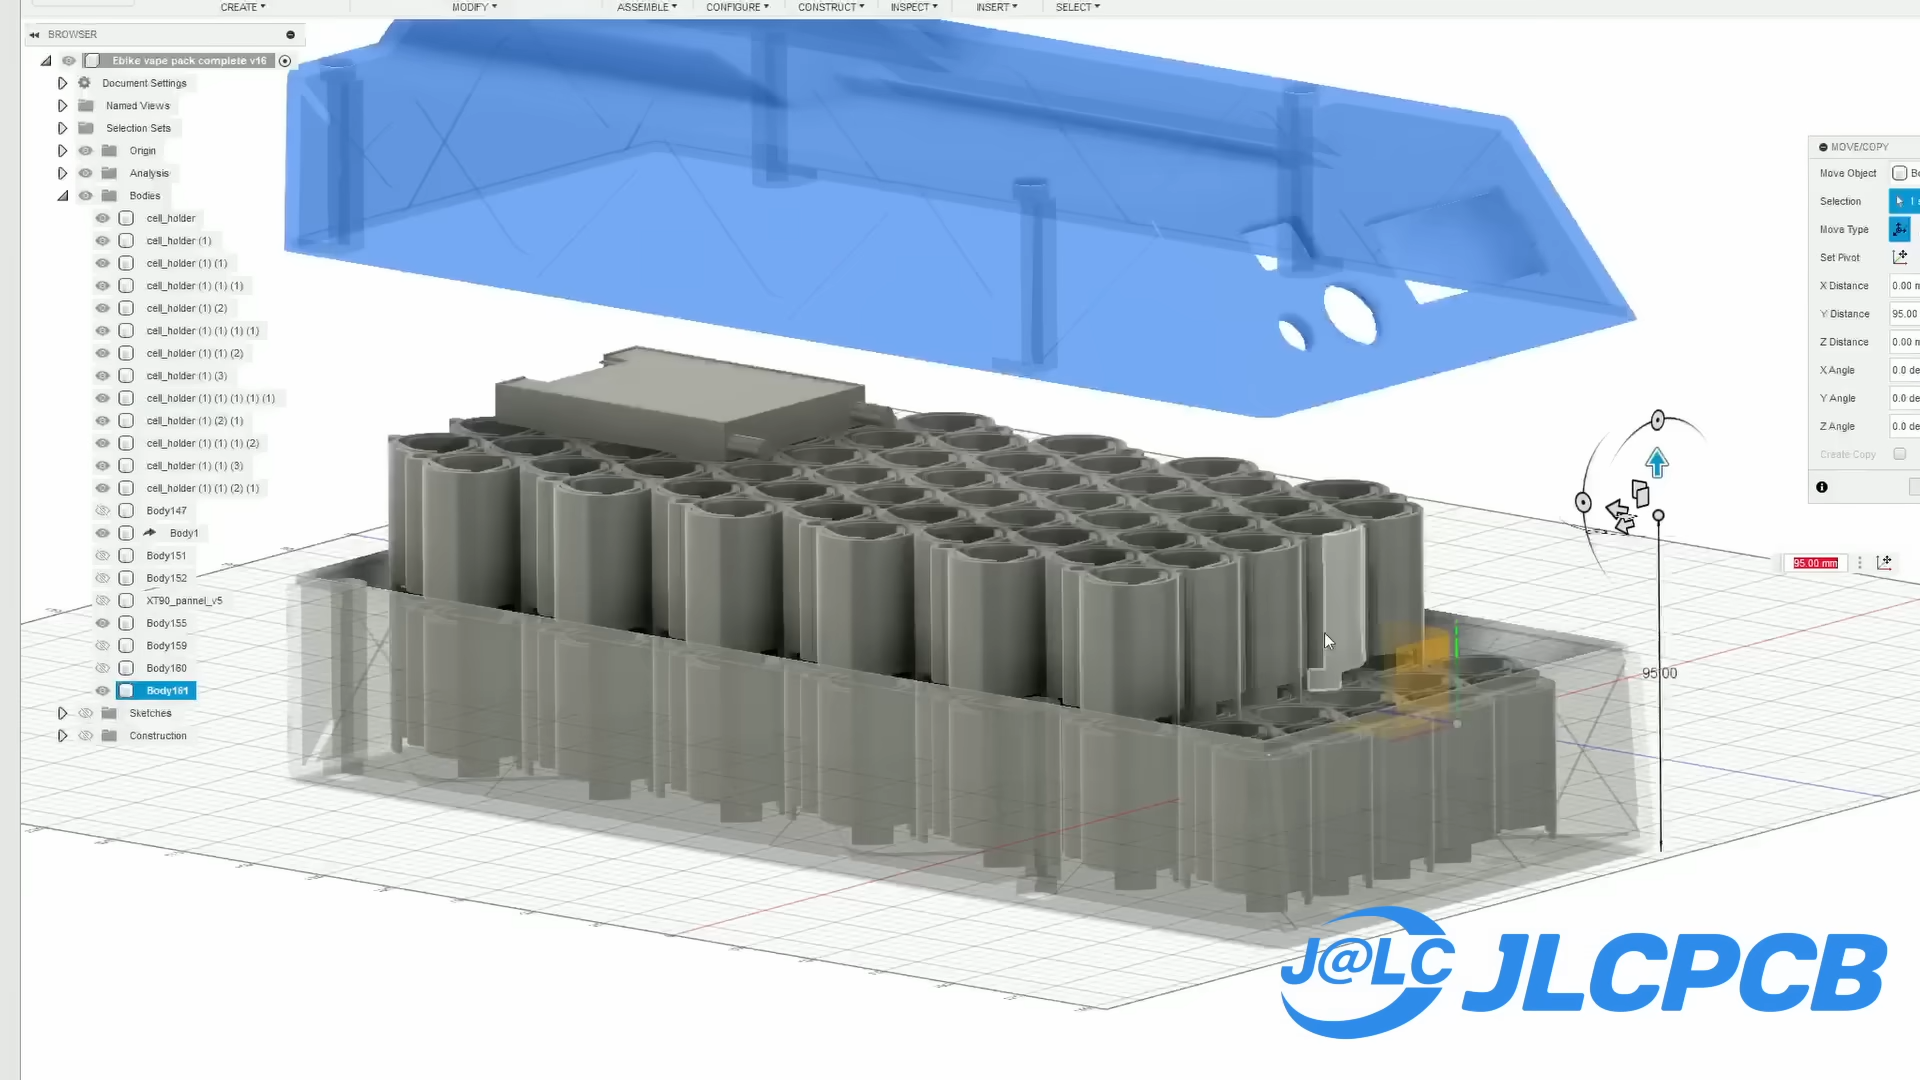 CREATE MODIFY ASSEMBLE CONFIGURE CONSTRUCT INSPECT INSERT SELECT
BROWSER
Ebike vape pack complete v16
Document Settings
Named Views
Selection Sets
Origin
Analysis
Bodies
cell_holder
cell_holder (1)
cell_holder (1) (1)
cell_holder (1) (1) (1)
cell_holder (1) (2)
cell_holder (1) (1) (1) (1)
cell_holder (1) (1) (2)
cell_holder (1) (3)
cell_holder (1) (1) (1) (1) (1)
cell_holder (1) (2) (1)
cell_holder (1) (1) (1) (2)
cell_holder (1) (1) (3)
cell_holder (1) (1) (2) (1)
Body147
Body1
Body151
Body152
XT90_pannel_v5
Body155
Body159
Body160
Body161
Sketches
Construction
MOVE/COPY
Move Object
Selection 1
Move Type
Set Pivot
X Distance 0.00
Y Distance 95.00
Z Distance 0.00
X Angle 0.0 de
Y Angle 0.0 de
Z Angle 0.0 de
Create Copy
95.00 mm
95.00
J@LC JLCPCB